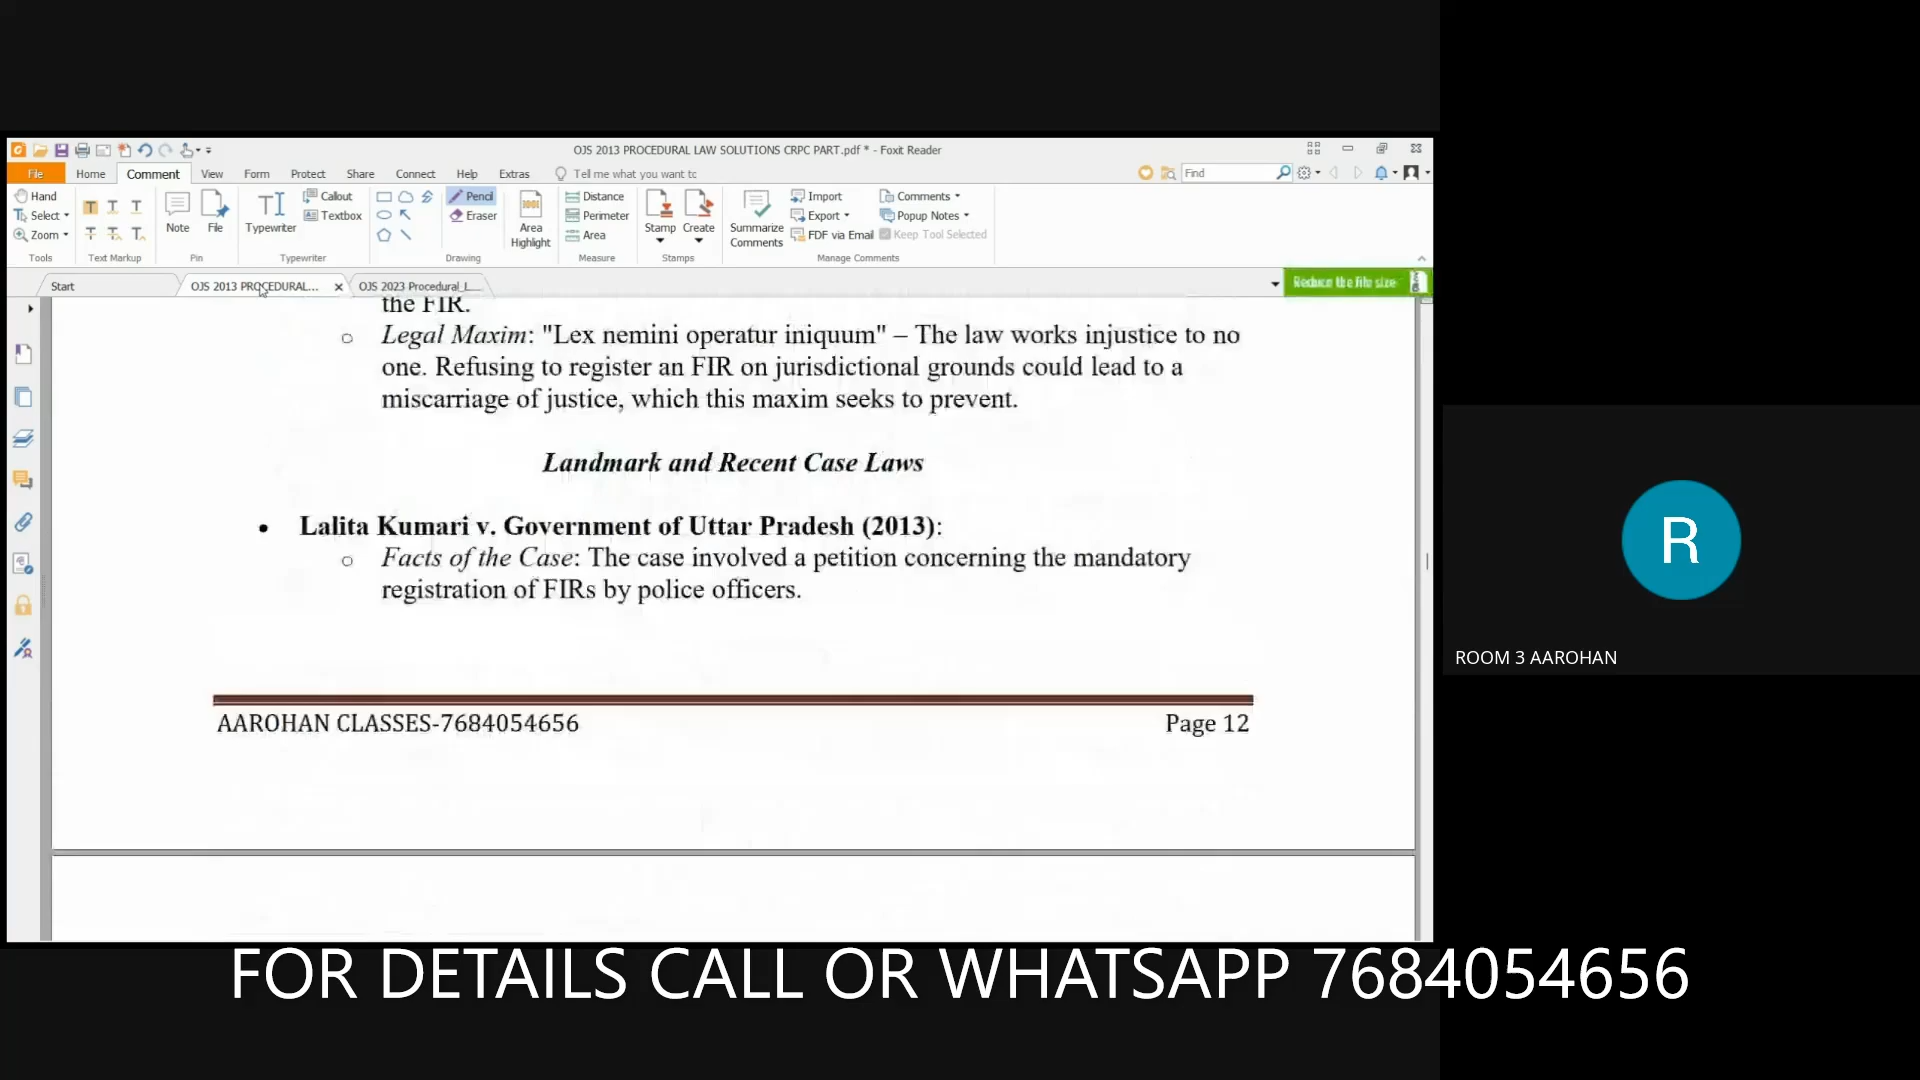 OJS 2013 PROCEDURAL LAW SOLUTIONS CRPC PART.pdf * - Foxit Reader
File Home Comment View Form Protect Share Connect Help Extras Tell me what you want tc Find
Hand
Select
Zoom
Tools
Text Markup
Note File
Pin
Typewriter
Callout
Textbox
Typewriter
Pencil
Eraser
Area
Highlight
Drawing
Distance
Perimeter
Area
Measure
Stamp Create
Stamps
Summarize
Comments
Import
Export
FDF via Email
Comments
Popup Notes
Keep Tool Selected
Manage Comments
Start OJS 2013 PROCEDURAL... OJS 2023 Procedural_L... Reduce the file size
the FIR.
Legal Maxim: "Lex nemini operatur iniquum" – The law works injustice to no
one. Refusing to register an FIR on jurisdictional grounds could lead to a
miscarriage of justice, which this maxim seeks to prevent.
Landmark and Recent Case Laws
• Lalita Kumari v. Government of Uttar Pradesh (2013):
Facts of the Case: The case involved a petition concerning the mandatory
registration of FIRs by police officers.
AAROHAN CLASSES-7684054656 Page 12
R
ROOM 3 AAROHAN
FOR DETAILS CALL OR WHATSAPP 7684054656